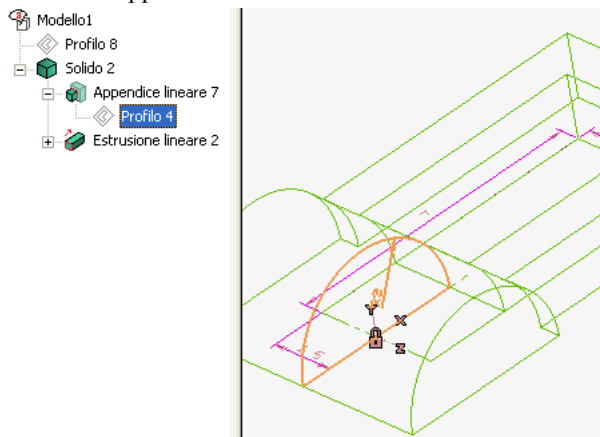 Modello1
Profilo 8
Solido 2
Appendice lineare 7
Profilo 4
Estrusione lineare 2
Y
X
Z